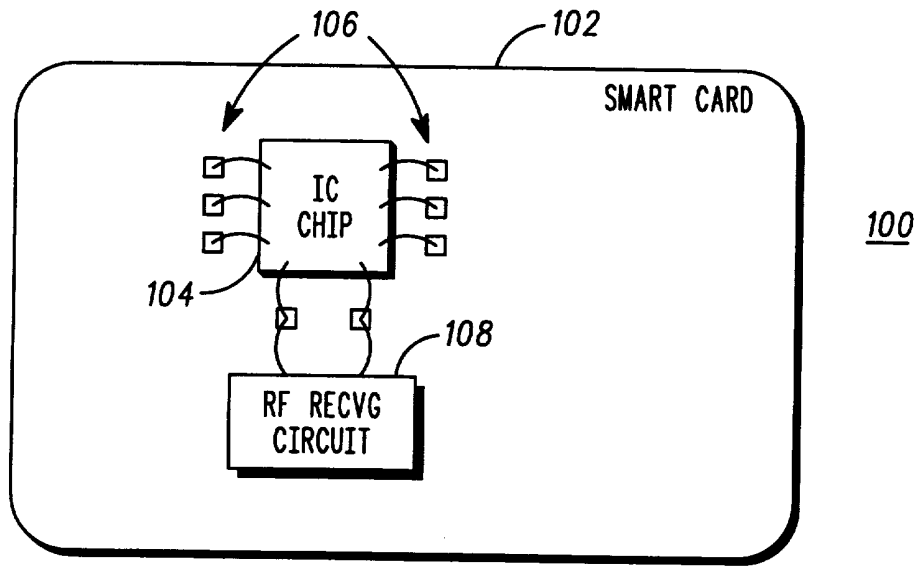 106
102
SMART CARD
IC
CHIP
100
104
108
RF RECVG
CIRCUIT